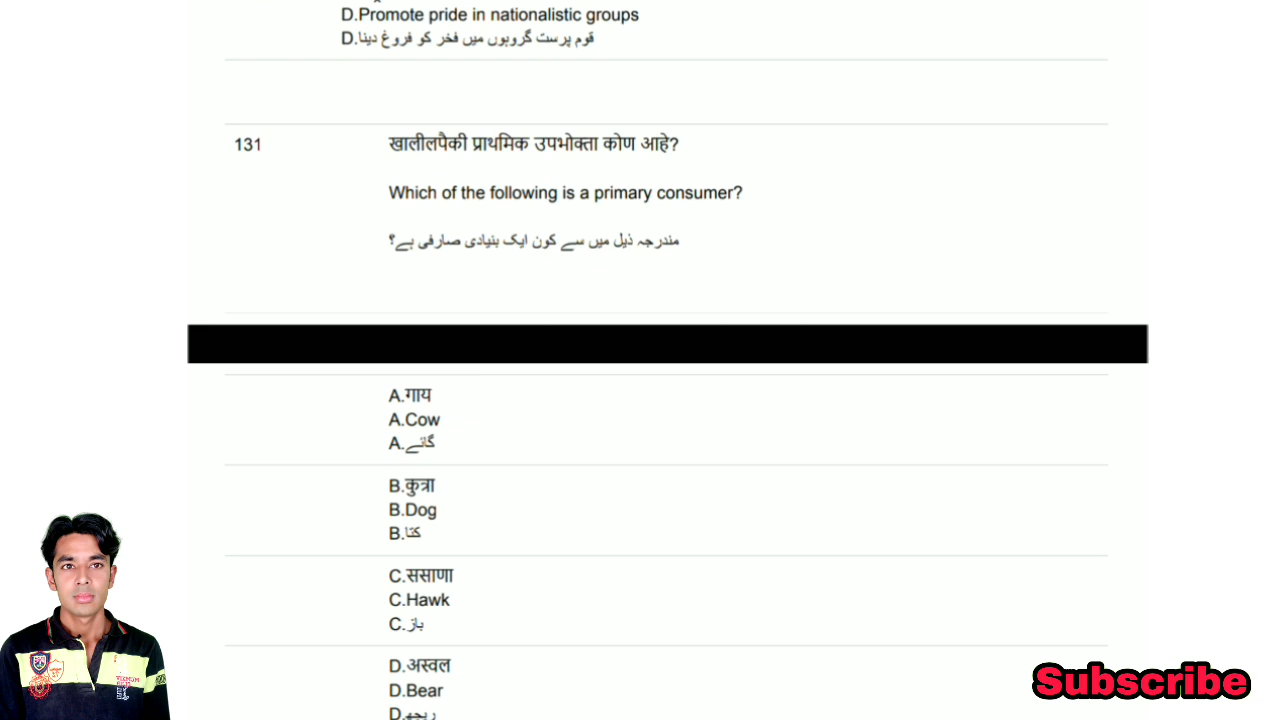 D.Promote pride in nationalistic groups
D.قوم پرست گروہوں میں فخر کو فروغ دینا
131
खालीलपैकी प्राथमिक उपभोक्ता कोण आहे?
Which of the following is a primary consumer?
مندرجہ ذیل میں سے کون ایک بنیادی صارفی ہے؟
A.गाय
A.Cow
A.گائے
B.कुत्रा
B.Dog
B.کتا
C.ससाणा
C.Hawk
C.باز
D.अस्वल
D.Bear
D.ریچھ
Subscribe